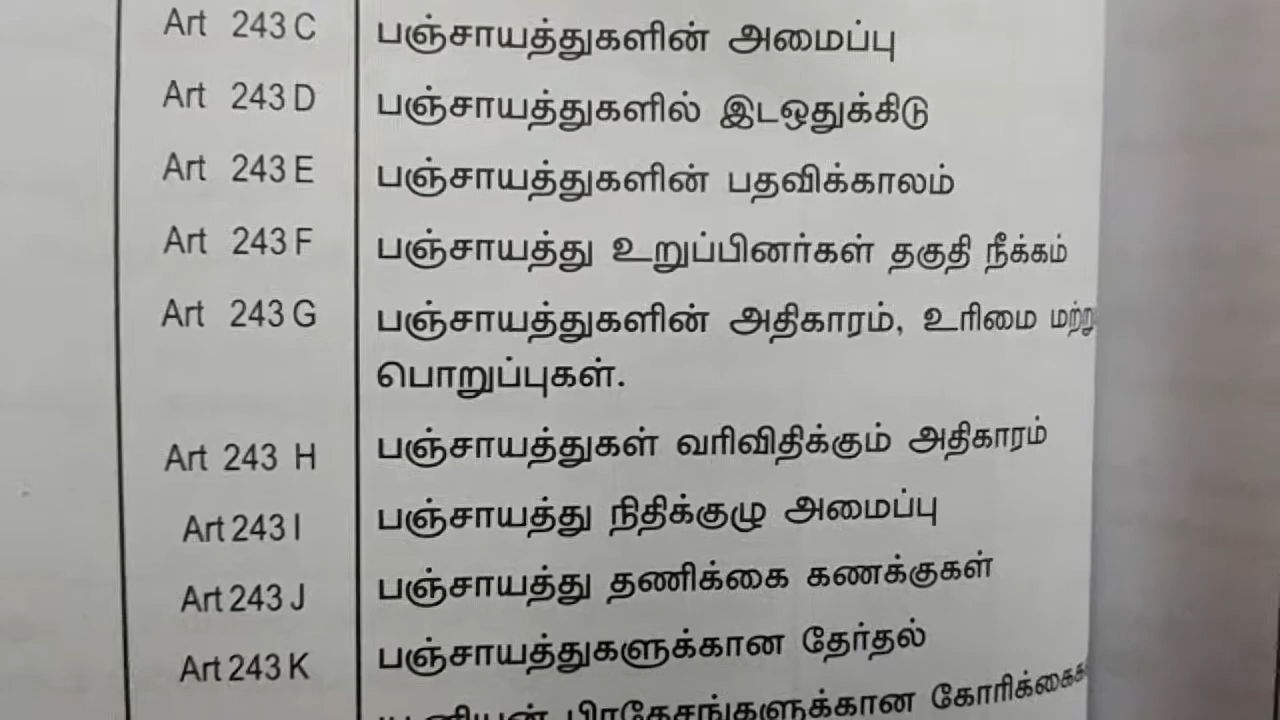 Art 243 C பஞ்சாயத்துகளின் அமைப்பு
Art 243 D பஞ்சாயத்துகளில் இடஒதுக்கிடு
Art 243 E பஞ்சாயத்துகளின் பதவிக்காலம்
Art 243 F பஞ்சாயத்து உறுப்பினர்கள் தகுதி நீக்கம்
Art 243 G பஞ்சாயத்துகளின் அதிகாரம், உரிமை
பொறுப்புகள்.
Art 243 H பஞ்சாயத்துகள் வரிவிதிக்கும் அதிகாரம்
Art 243 I பஞ்சாயத்து நிதிக்குழு அமைப்பு
Art 243 J பஞ்சாயத்து தணிக்கை கணக்குகள்
Art 243 K பஞ்சாயத்துகளுக்கான தேர்தல்
பிரதேசங்களுக்கான